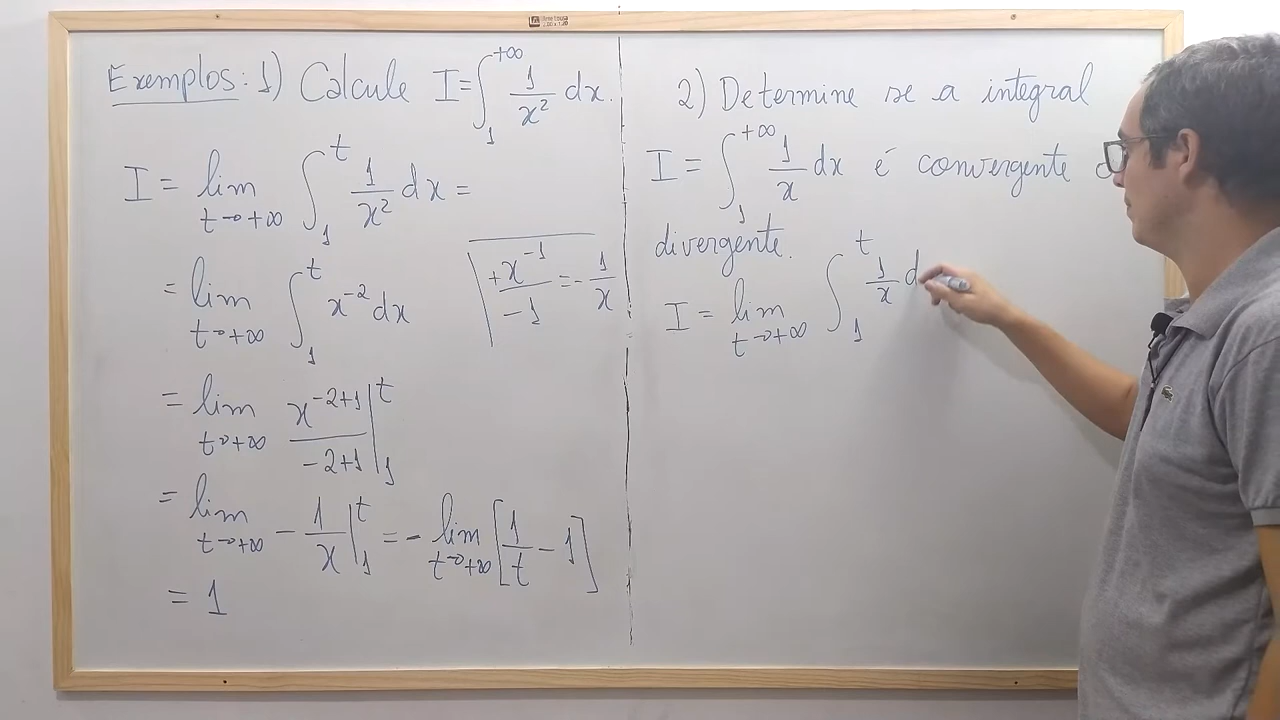 Exemplos: 1) Calcule I=∫₁^{+∞} 1/x² dx.
I = lim_{t→+∞} ∫₁^t 1/x² dx =
= lim_{t→+∞} ∫₁^t x^{-2} dx
+x^{-1}/-1 = -1/x
= lim_{t→+∞} x^{-2+1}/-2+1 |₁^t
= lim_{t→+∞} -1/x |₁^t = - lim_{t→+∞} [1/t - 1]
= 1
2) Determine se a integral
I = ∫₁^{+∞} 1/x dx é convergente
divergente.
I = lim_{t→+∞} ∫₁^t 1/x d